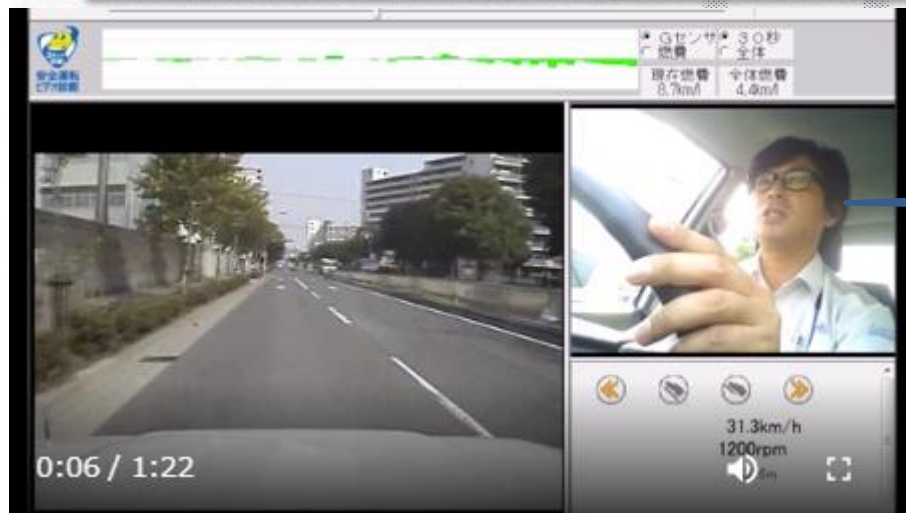 Gセンサ
30秒
燃費
全体
現在燃費
全体燃費
8.7km/l
4.4km/l
安全運転
ビデオ診断
31.3km/h
1200rpm
0:06 / 1:22